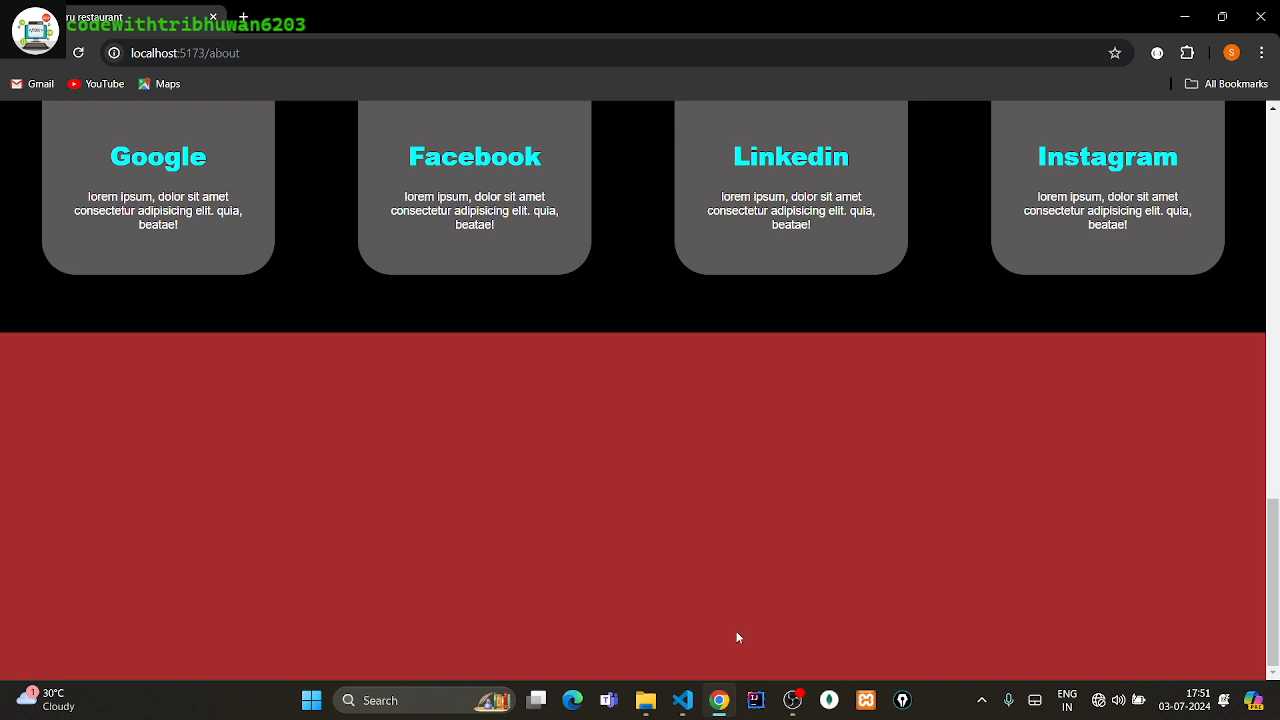 ru restaurant
codewithtribhuwan6203
localhost:5173/about
Gmail YouTube Maps All Bookmarks
Google Facebook Linkedin Instagram
lorem ipsum, dolor sit amet lorem ipsum, dolor sit amet lorem ipsum, dolor sit amet lorem ipsum, dolor sit amet
consectetur adipisicing elit. quia, consectetur adipisicing elit. quia, consectetur adipisicing elit. quia, consectetur adipisicing elit. quia,
beatae! beatae! beatae! beatae!
1 30°C Search ENG 17:51
Cloudy IN 03-07-2024